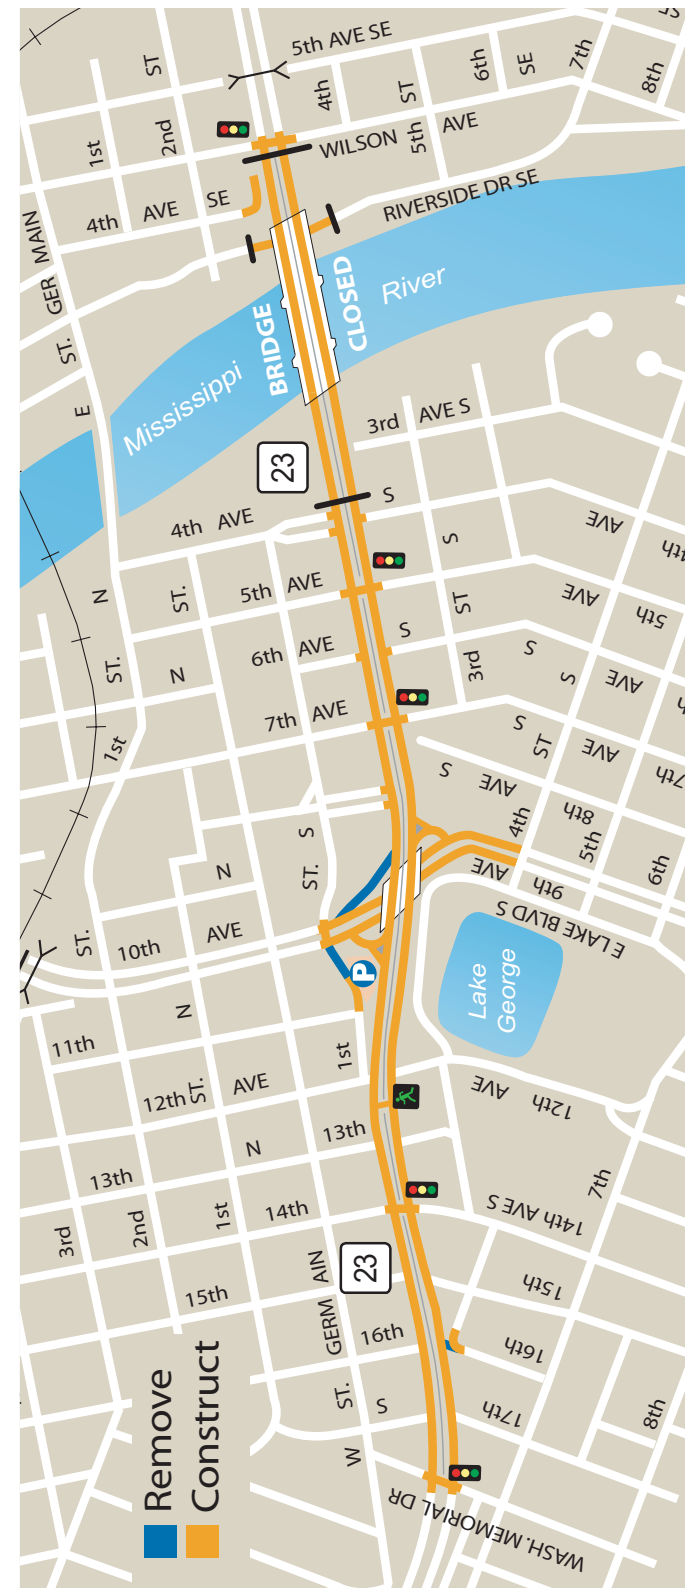 5th AVE SE
ST
1st
2nd
4th
ST
6th
SE
7th
8th
SE
WILSON AVE
5th
4th AVE SE
RIVERSIDE DR SE
MAIN
GER
ST.
E
BRIDGE
CLOSED
Mississippi
River
23
3rd AVE S
4th AVE S
AVE
4th
N
ST.
ST.
5th AVE
S
ST
AVE
5th
N
6th AVE
S
3rd
S
S
AVE
1st
7th AVE
S
ST
AVE
7th
S
AVE
8th
4th
5th
6th
S
ST.
N
AVE
9th
E LAKE BLVD S
ST.
10th AVE
P
Lake
George
N
11th
1st
12th
ST.
AVE
AVE
12th
N
13th
13th
7th
14th AVE S
3rd
2nd
1st
14th
AIN
23
15th
15th
GERM
16th
16th
ST.
S
17th
8th
W
WASH. MEMORIAL DR
Remove
Construct